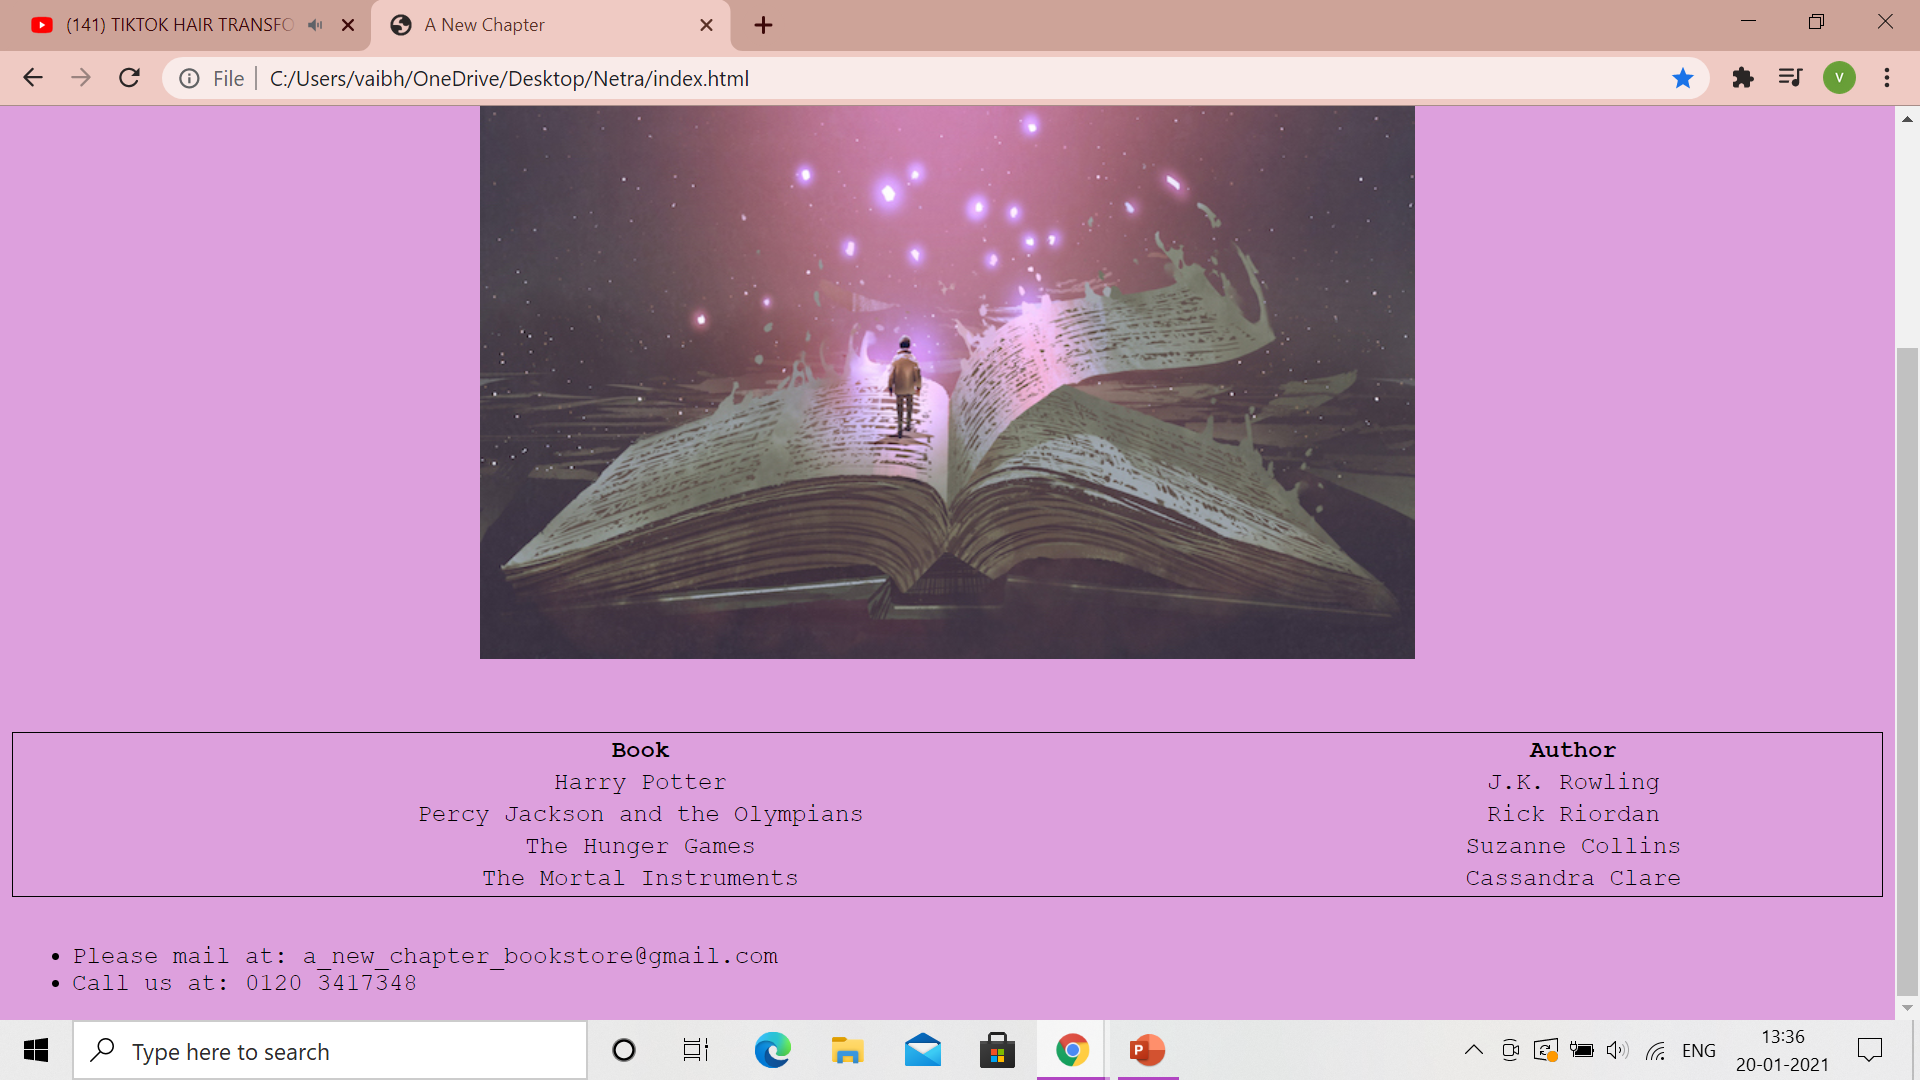 (141) TIKTOK HAIR TRANSFO
A New Chapter
File
C:/Users/vaibh/OneDrive/Desktop/Netra/index.html
V
Book Author
Harry Potter J.K. Rowling
Percy Jackson and the Olympians Rick Riordan
The Hunger Games Suzanne Collins
The Mortal Instruments Cassandra Clare
Please mail at: a_new_chapter_bookstore@gmail.com
Call us at: 0120 3417348
Type here to search
P
ENG
13:36
20-01-2021